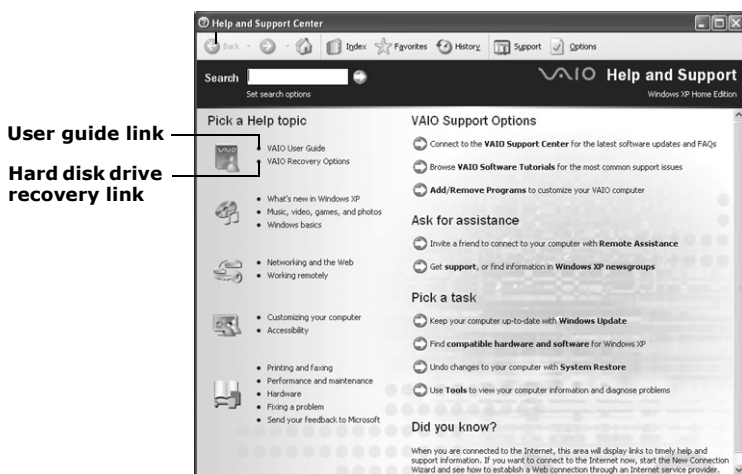 Help and Support Center
Back
Index
Favorites
History
Support
Options
Search
Set search options
VAIO Help and Support
Windows XP Home Edition
User guide link
Hard disk drive
recovery link
Pick a Help topic
VAIO User Guide
VAIO Recovery Options
What's new in Windows XP
Music, video, games, and photos
Windows basics
Networking and the Web
Working remotely
Customizing your computer
Accessibility
Printing and faxing
Performance and maintenance
Hardware
Fixing a problem
Send your feedback to Microsoft
VAIO Support Options
Connect to the VAIO Support Center for the latest software updates and FAQs
Browse VAIO Software Tutorials for the most common support issues
Add/Remove Programs to customize your VAIO computer
Ask for assistance
Invite a friend to connect to your computer with Remote Assistance
Get support, or find information in Windows XP newsgroups
Pick a task
Keep your computer up-to-date with Windows Update
Find compatible hardware and software for Windows XP
Undo changes to your computer with System Restore
Use Tools to view your computer information and diagnose problems
Did you know?
When you are connected to the Internet, this area will display links to timely help and
support information. If you want to connect to the Internet now, start the New Connection
Wizard and see how to establish a Web connection through an Internet service provider.